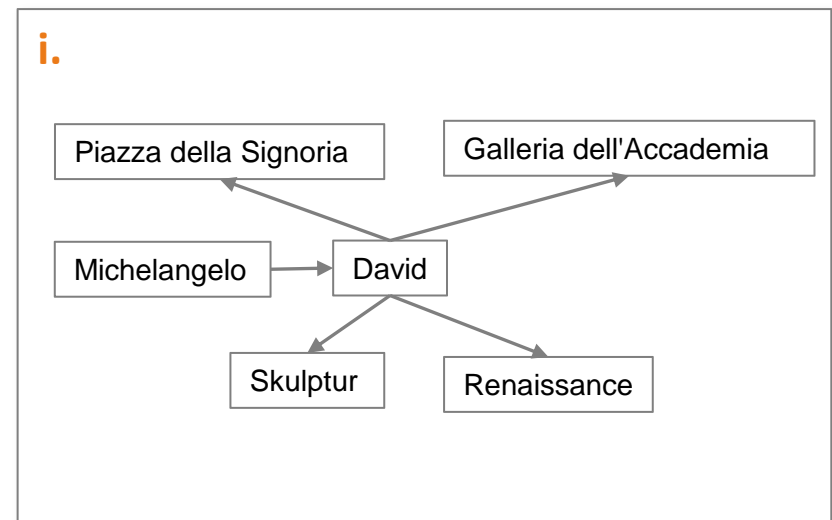 i.
Piazza della Signoria
Galleria dell'Accademia
Michelangelo
David
Skulptur
Renaissance